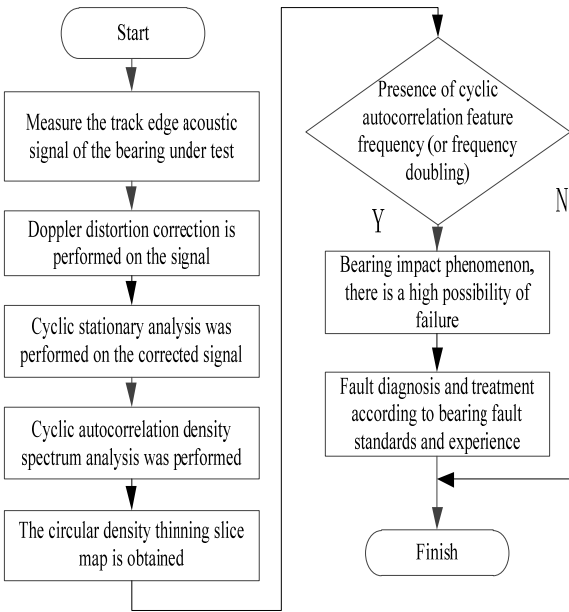 Start
Measure the track edge acoustic
signal of the bearing under test
Doppler distortion correction is
performed on the signal
Cyclic stationary analysis was
performed on the corrected signal
Cyclic autocorrelation density
spectrum analysis was performed
The circular density thinning slice
map is obtained
Presence of cyclic
autocorrelation feature
frequency (or frequency
doubling)
Y
N
Bearing impact phenomenon,
there is a high possibility of
failure
Fault diagnosis and treatment
according to bearing fault
standards and experience
Finish